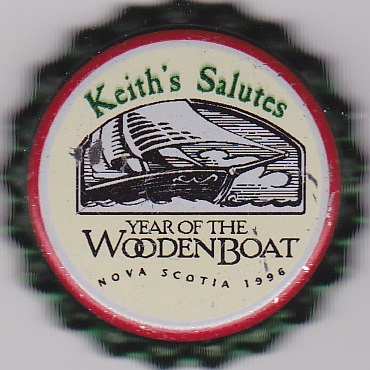 Keith's Salutes
YEAR OF THE
WOODENBOAT
NOVA SCOTIA 1996